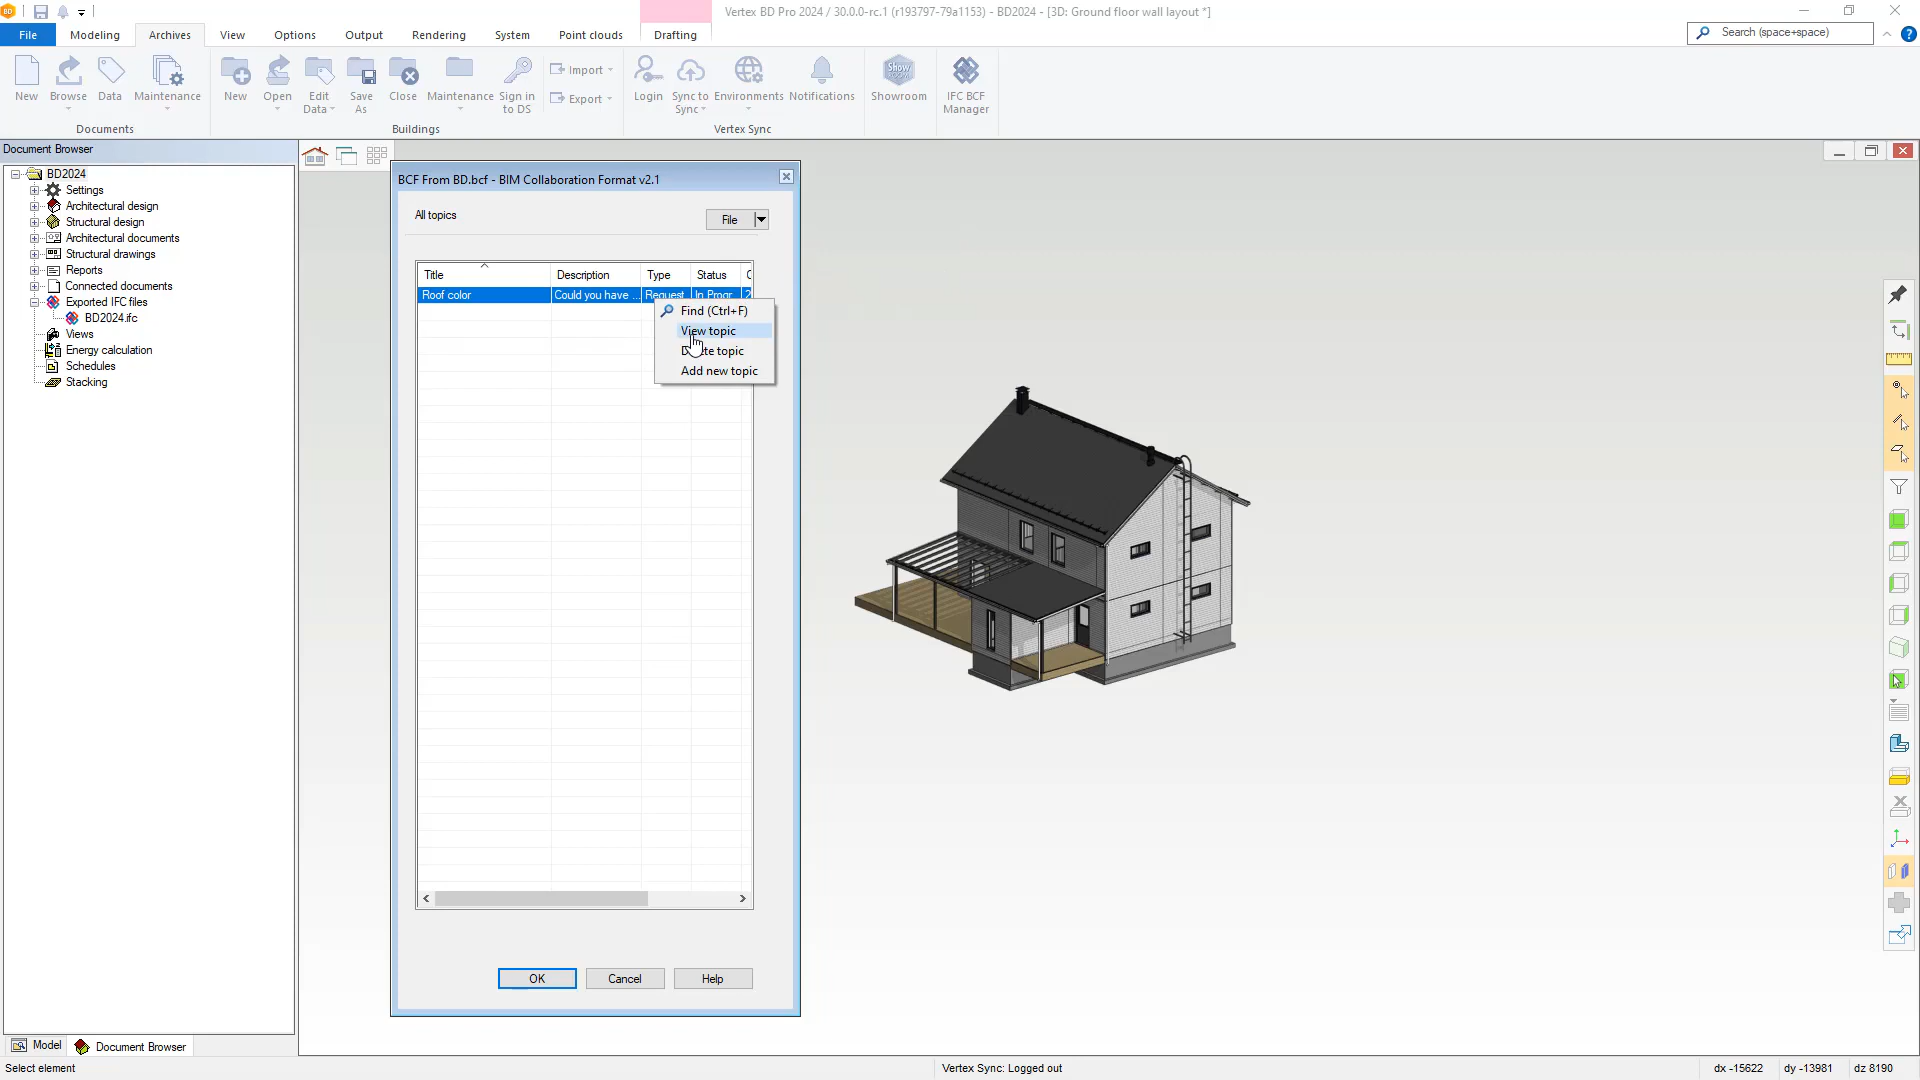 BD
Vertex BD Pro 2024 / 30.0.0-rc.1 (r193797-79a1153) - BD2024 - [3D: Ground floor wall layout *]
File Modeling Archives View Options Output Rendering System Point clouds Drafting
Search (space+space)
?
New Browse Data Maintenance
New Open Edit Data Save As Close Maintenance Sign in to DS
Import
Export
Login Sync to Sync Environments Notifications
Show ROOM
Showroom
IFC BCF Manager
Documents
Buildings
Vertex Sync
Document Browser
BD2024
Settings
Architectural design
Structural design
Architectural documents
Structural drawings
Reports
Connected documents
Exported IFC files
BD2024.ifc
Views
Energy calculation
Schedules
Stacking
BCF From BD.bcf - BIM Collaboration Format v2.1
All topics
File
Title Description Type Status
Roof color Could you have ... Request In Progr 2
Find (Ctrl+F)
View topic
topic
Add new topic
OK Cancel Help
Model Document Browser
Select element
Vertex Sync: Logged out
dx -15622 dy -13981 dz 8190